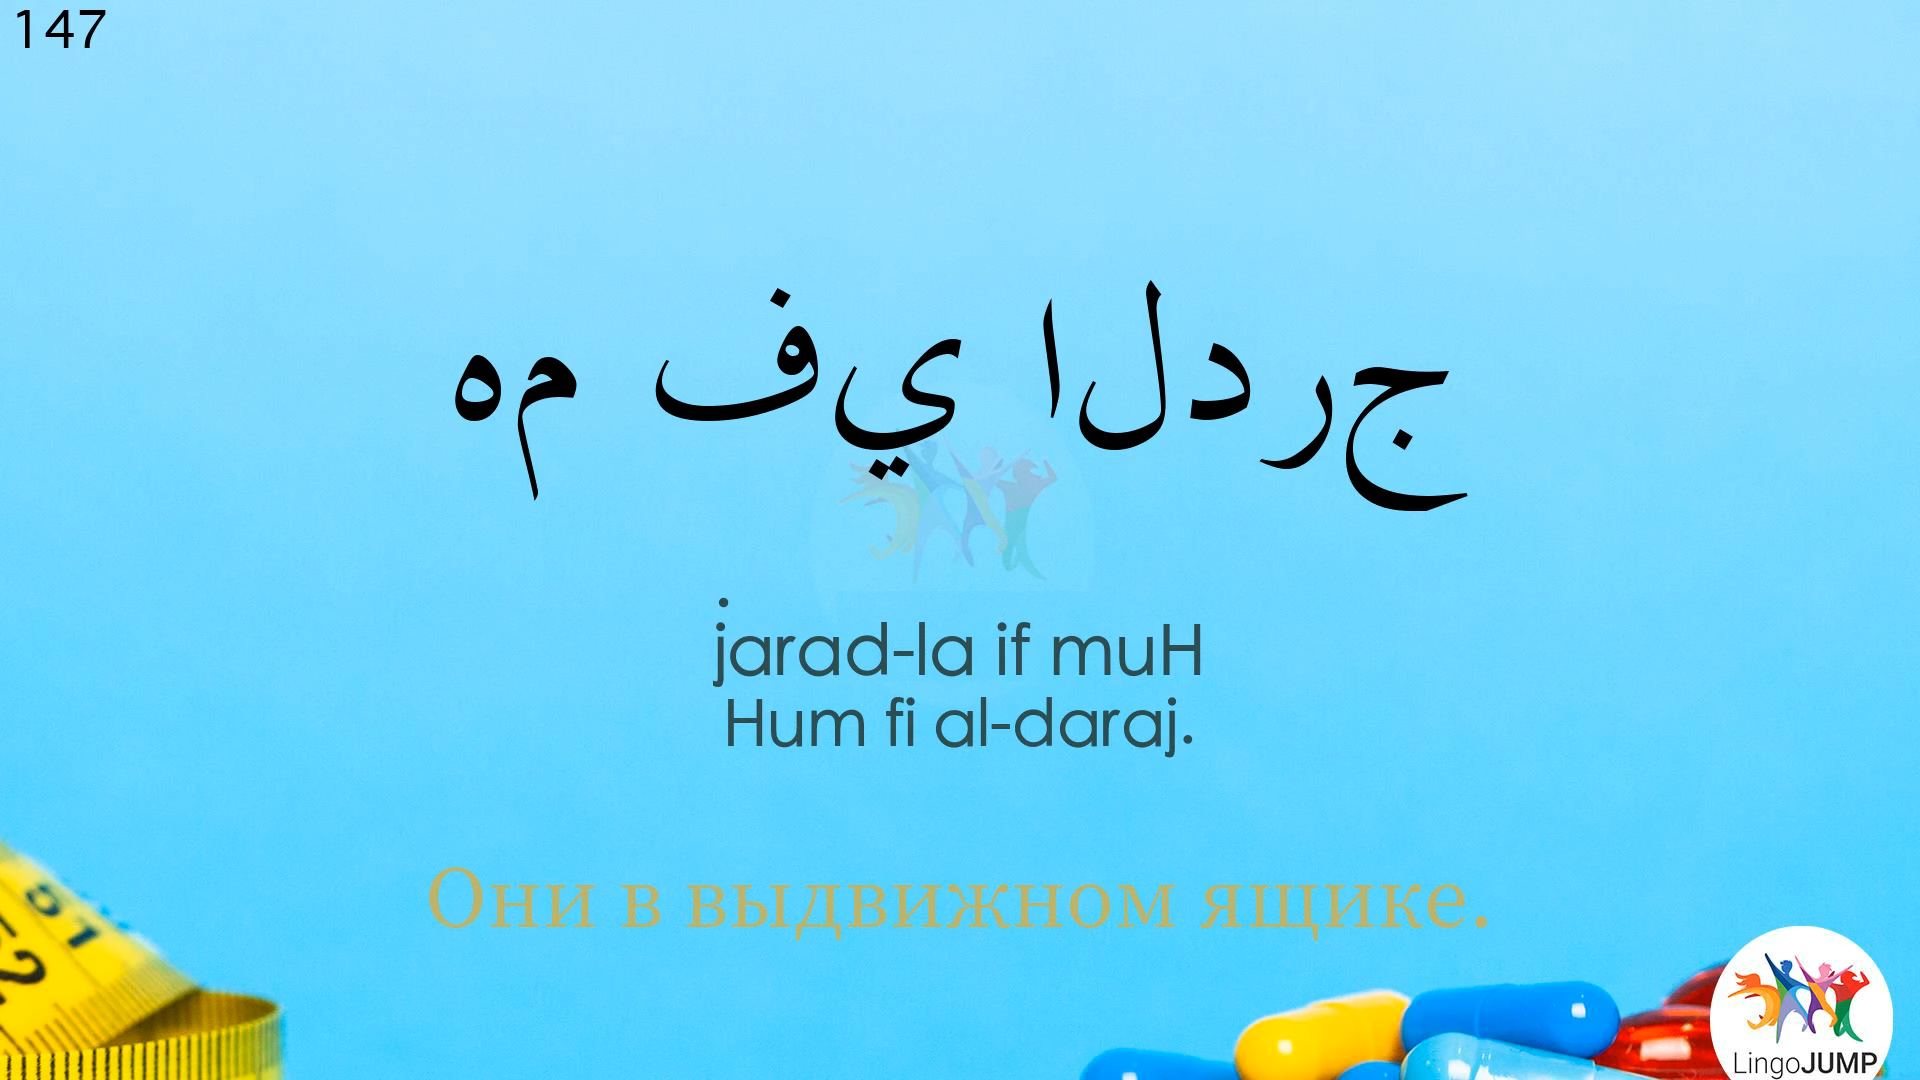 147
هم في الدرج
.jarad-la if muH
Hum fi al-daraj.
Они в выдвижном ящике.
LingoJUMP